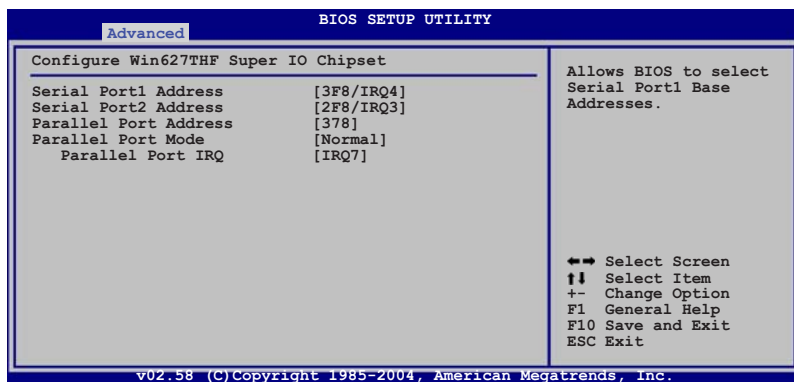 BIOS SETUP UTILITY
Advanced
Configure Win627THF Super IO Chipset
Serial Port1 Address [3F8/IRQ4]
Serial Port2 Address [2F8/IRQ3]
Parallel Port Address [378]
Parallel Port Mode [Normal]
Parallel Port IRQ [IRQ7]
Allows BIOS to select
Serial Port1 Base
Addresses.
Select Screen
Select Item
+- Change Option
F1 General Help
F10 Save and Exit
ESC Exit
v02.58 (C)Copyright 1985-2004, American Megatrends, Inc.